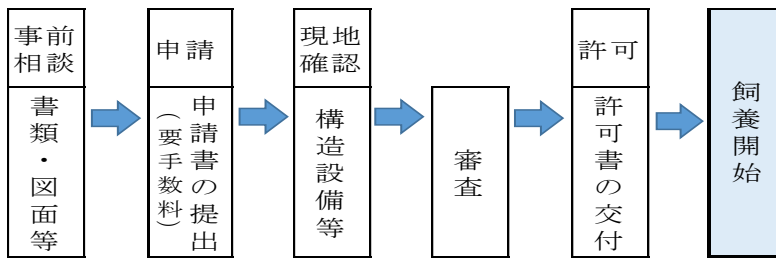 事前
相談
書類・図面等
申請
申請書の提出
(要手数料)
現地
確認
構造設備等
審査
許可
許可書の交付
飼養開始